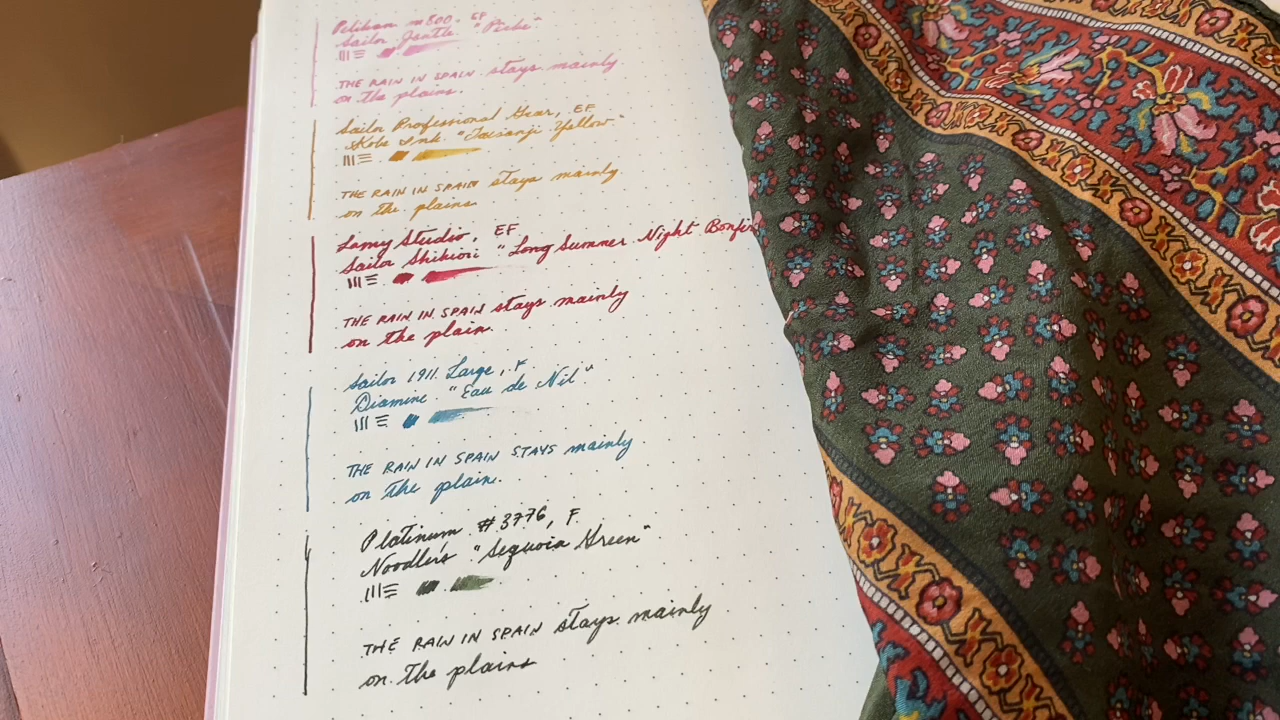 Pelikan m800. EF
Sailor Jentle "Pêche"
THE RAIN IN SPAIN stays mainly
on the plains.
Sailor Professional Gear, EF
Kobe Ink "Taisanji Yellow"
THE RAIN IN SPAIN stays mainly
on the plains
Lamy Studio, EF
Sailor Shikiori "Long Summer Night Bonfir
THE RAIN IN SPAIN stays mainly
on the plain.
Sailor 1911 Large, F
Diamine "Eau de Nil"
THE RAIN IN SPAIN STAYS mainly
on the plain.
Platinum #3776, F
Noodler's "Sequoia Green"
THE RAIN IN SPAIN stays mainly
on the plains